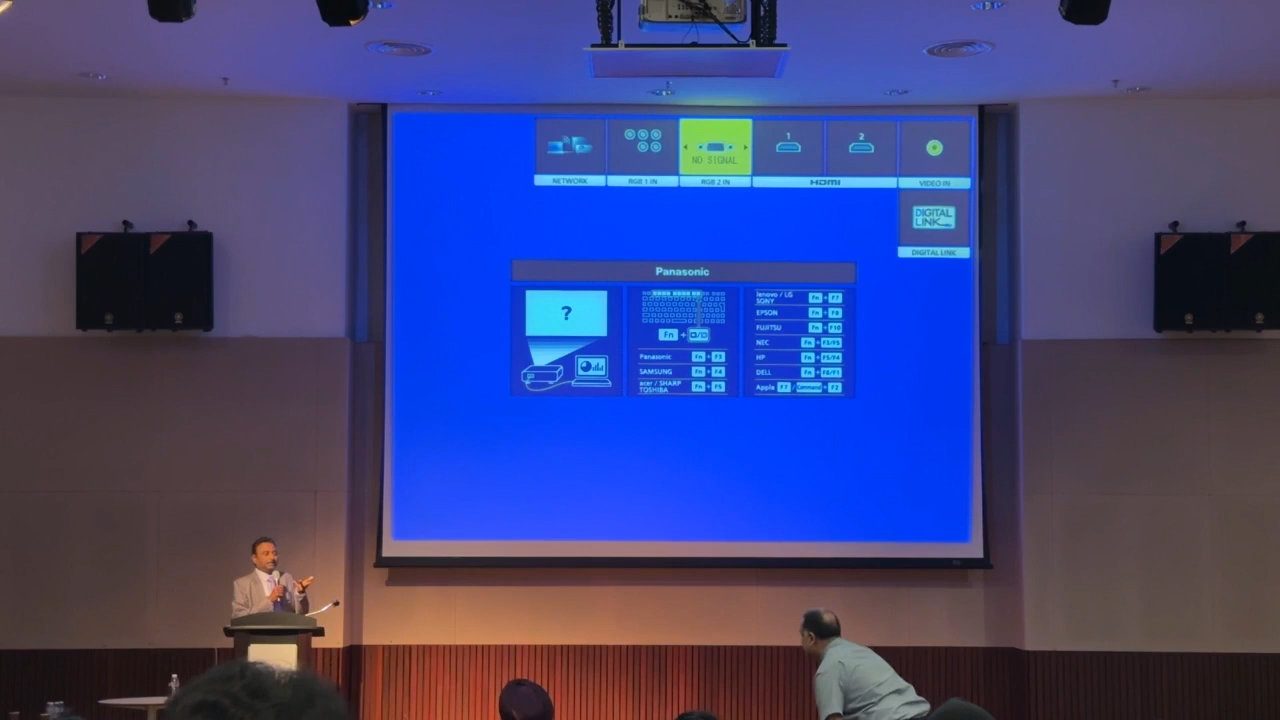 1
2
NO SIGNAL
NETWORK
RGB 1 IN
RGB 2 IN
HDMI
VIDEO IN
DIGITAL
LINK
DIGITAL LINK
Panasonic
?
Fn +
Panasonic Fn + F3
SAMSUNG Fn + F4
acer / SHARP
TOSHIBA Fn + F5
lenovo / LG
SONY Fn + F7
EPSON Fn + F8
FUJITSU Fn + F10
NEC Fn + F3/F5
HP Fn + F5/F4
DELL Fn + F8/F1
Apple F7 / Command + F2